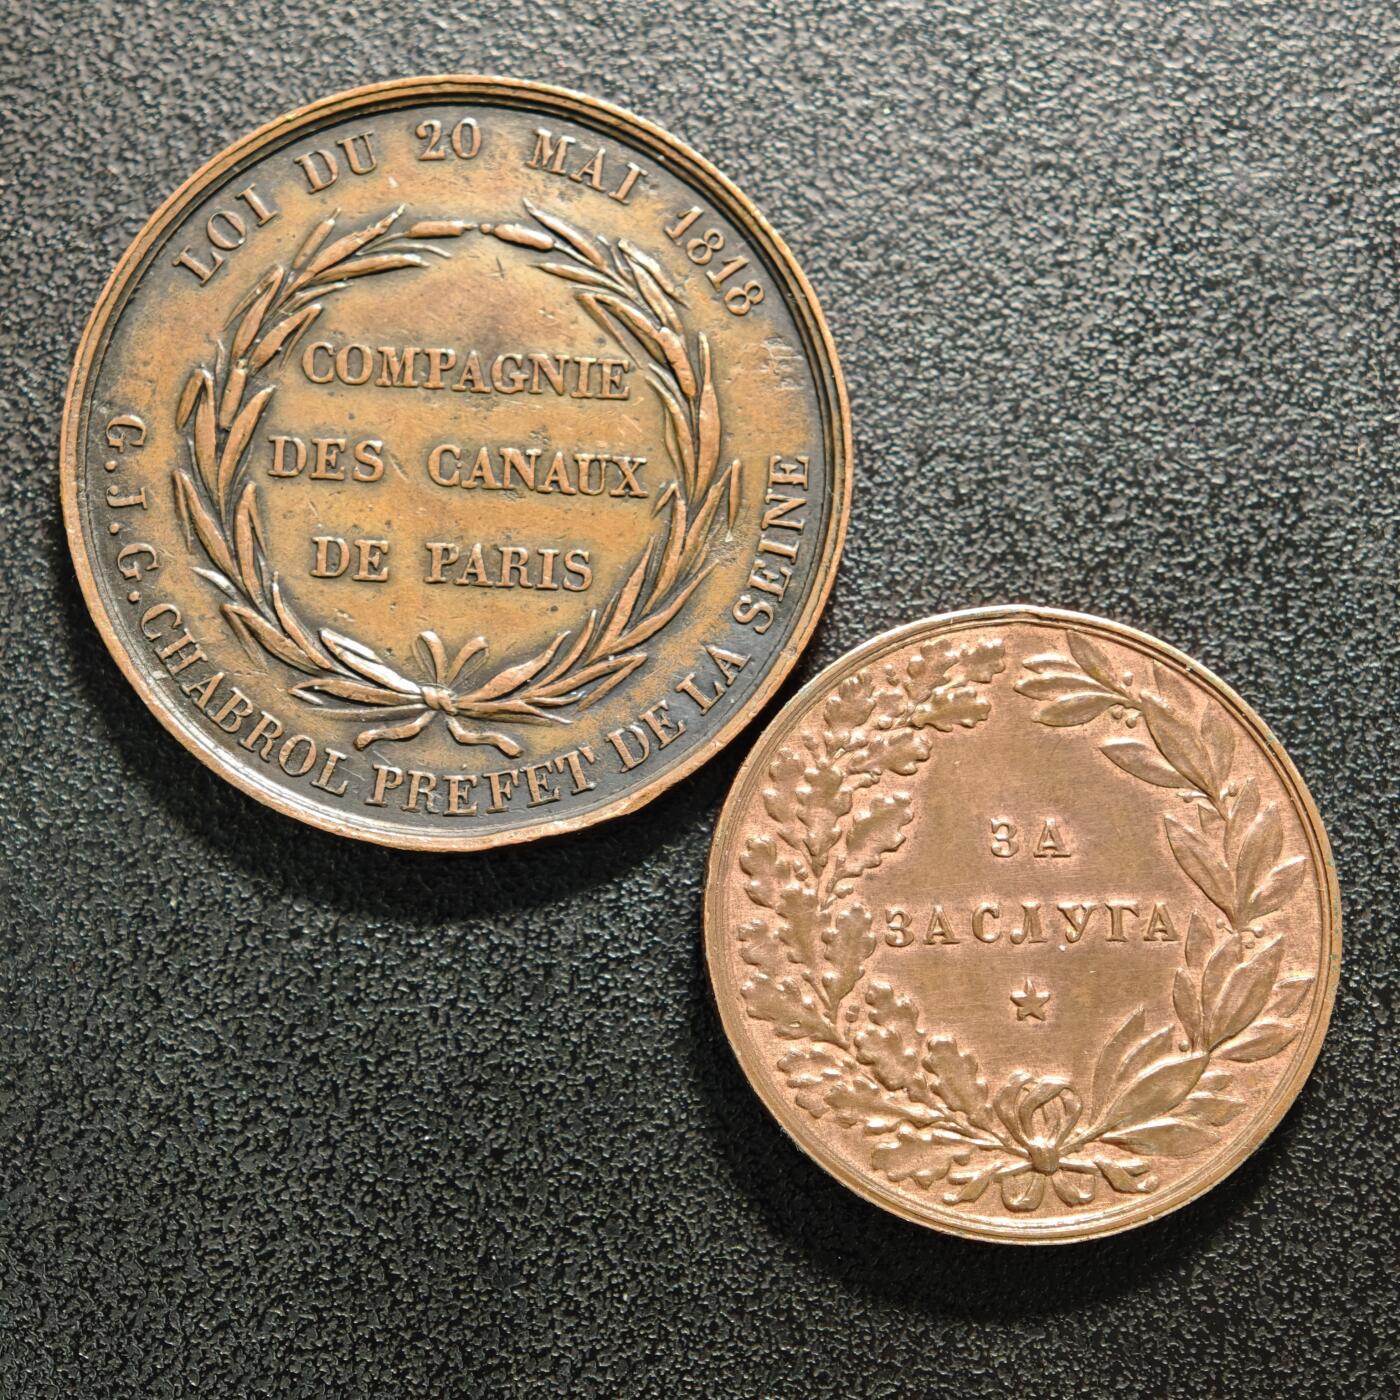 LOI DU 20 MAI 1818
COMPAGNIE
DES CANAUX
DE PARIS
G.J.G.CHABROL PREFET DE LA SEINE
ЗА
ЗАСЛУГА